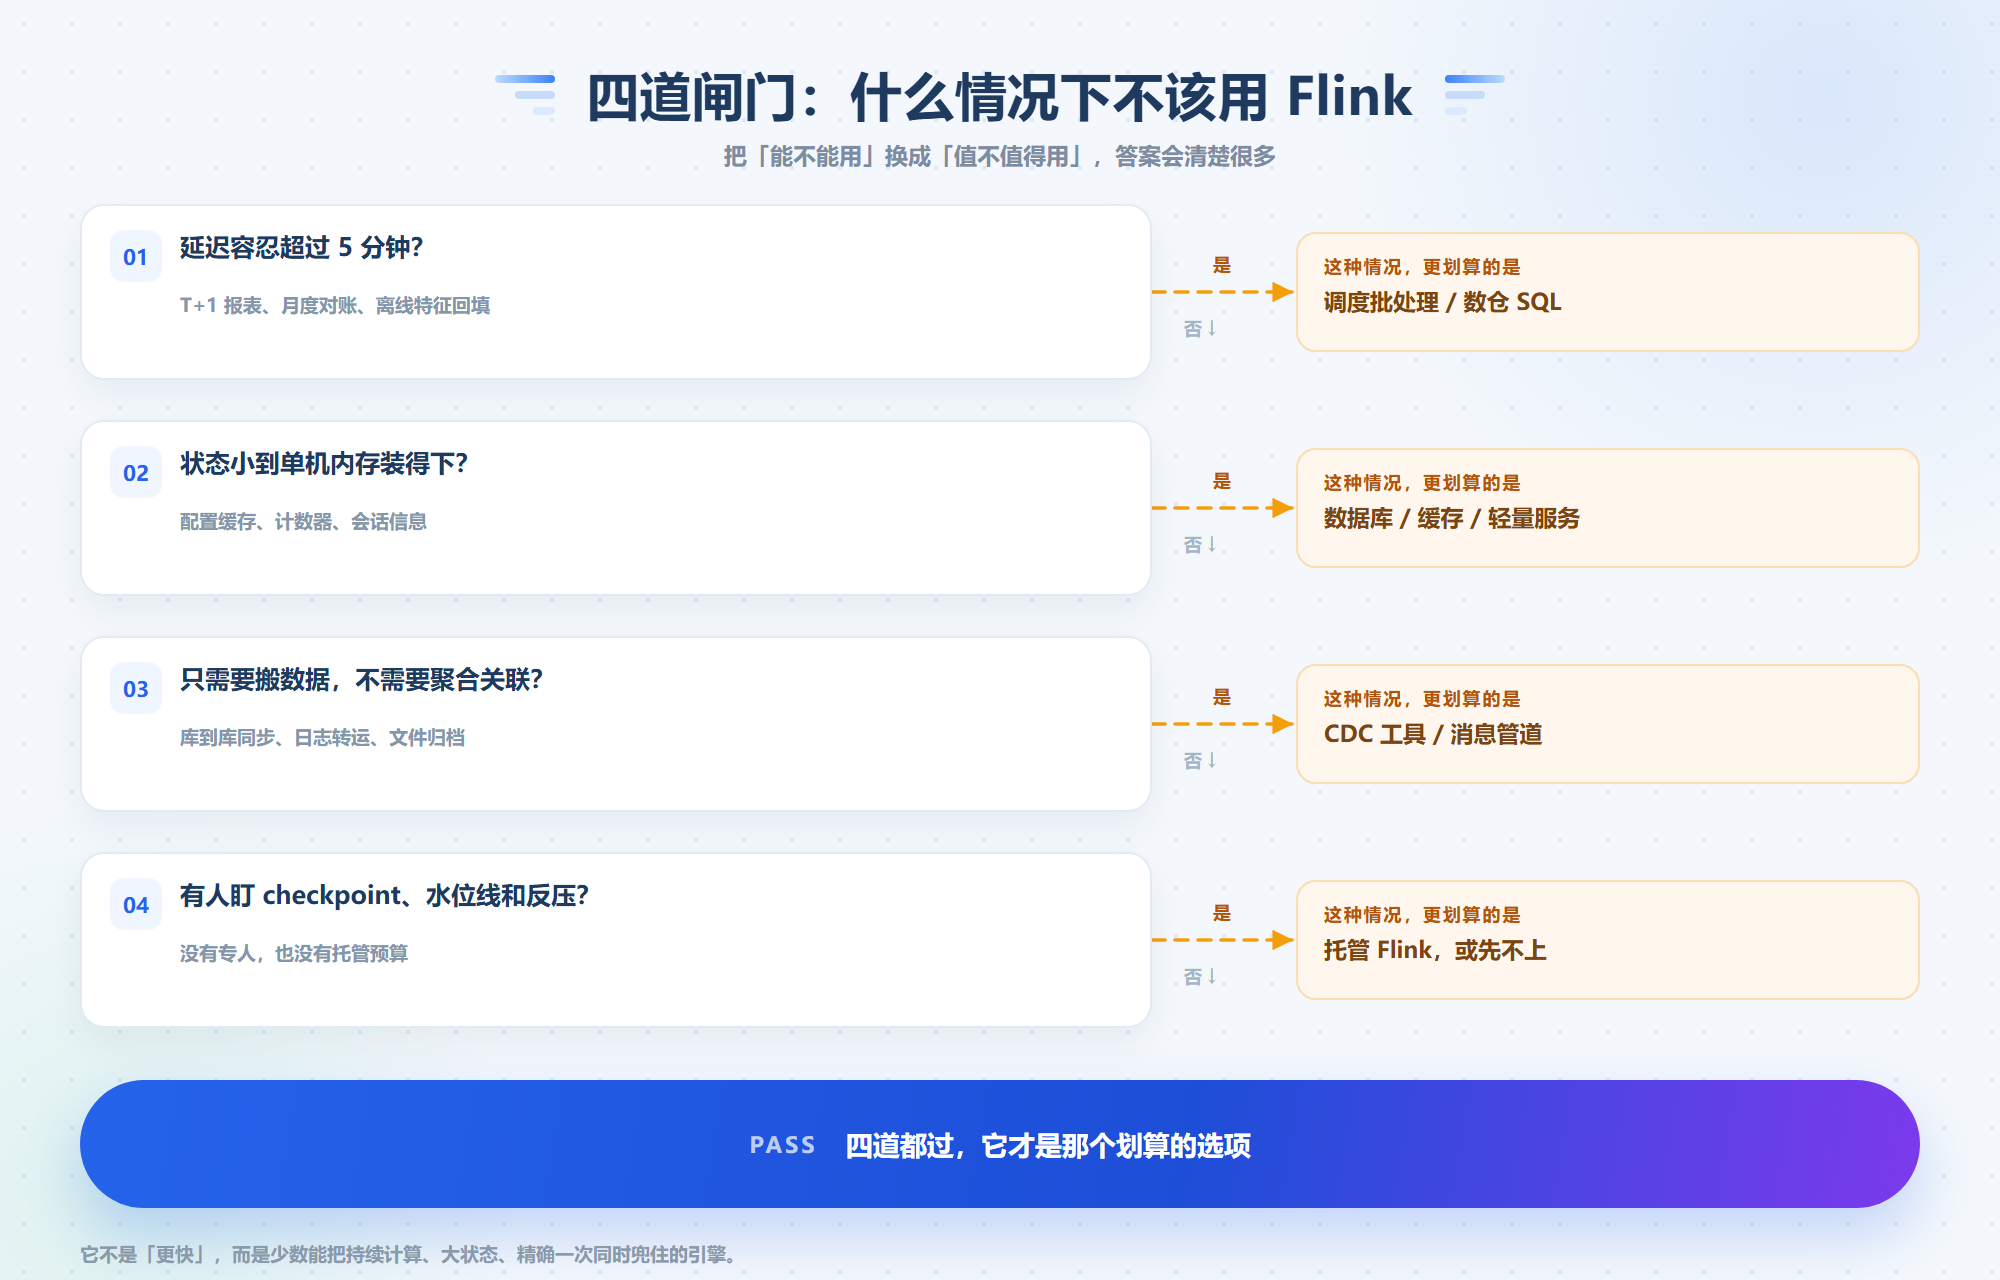 四道闸门：什么情况下不该用 Flink
把「能不能用」换成「值不值得用」，答案会清楚很多
01
延迟容忍超过 5 分钟？
T+1 报表、月度对账、离线特征回填
是
否↓
这种情况，更划算的是
调度批处理 / 数仓 SQL
02
状态小到单机内存装得下？
配置缓存、计数器、会话信息
是
否↓
这种情况，更划算的是
数据库 / 缓存 / 轻量服务
03
只需要搬数据，不需要聚合关联？
库到库同步、日志转运、文件归档
是
否↓
这种情况，更划算的是
CDC 工具 / 消息管道
04
有人盯 checkpoint、水位线和反压？
没有专人，也没有托管预算
是
否↓
这种情况，更划算的是
托管 Flink，或先不上
PASS 四道都过，它才是那个划算的选项
它不是「更快」，而是少数能把持续计算、大状态、精确一次同时兜住的引擎。